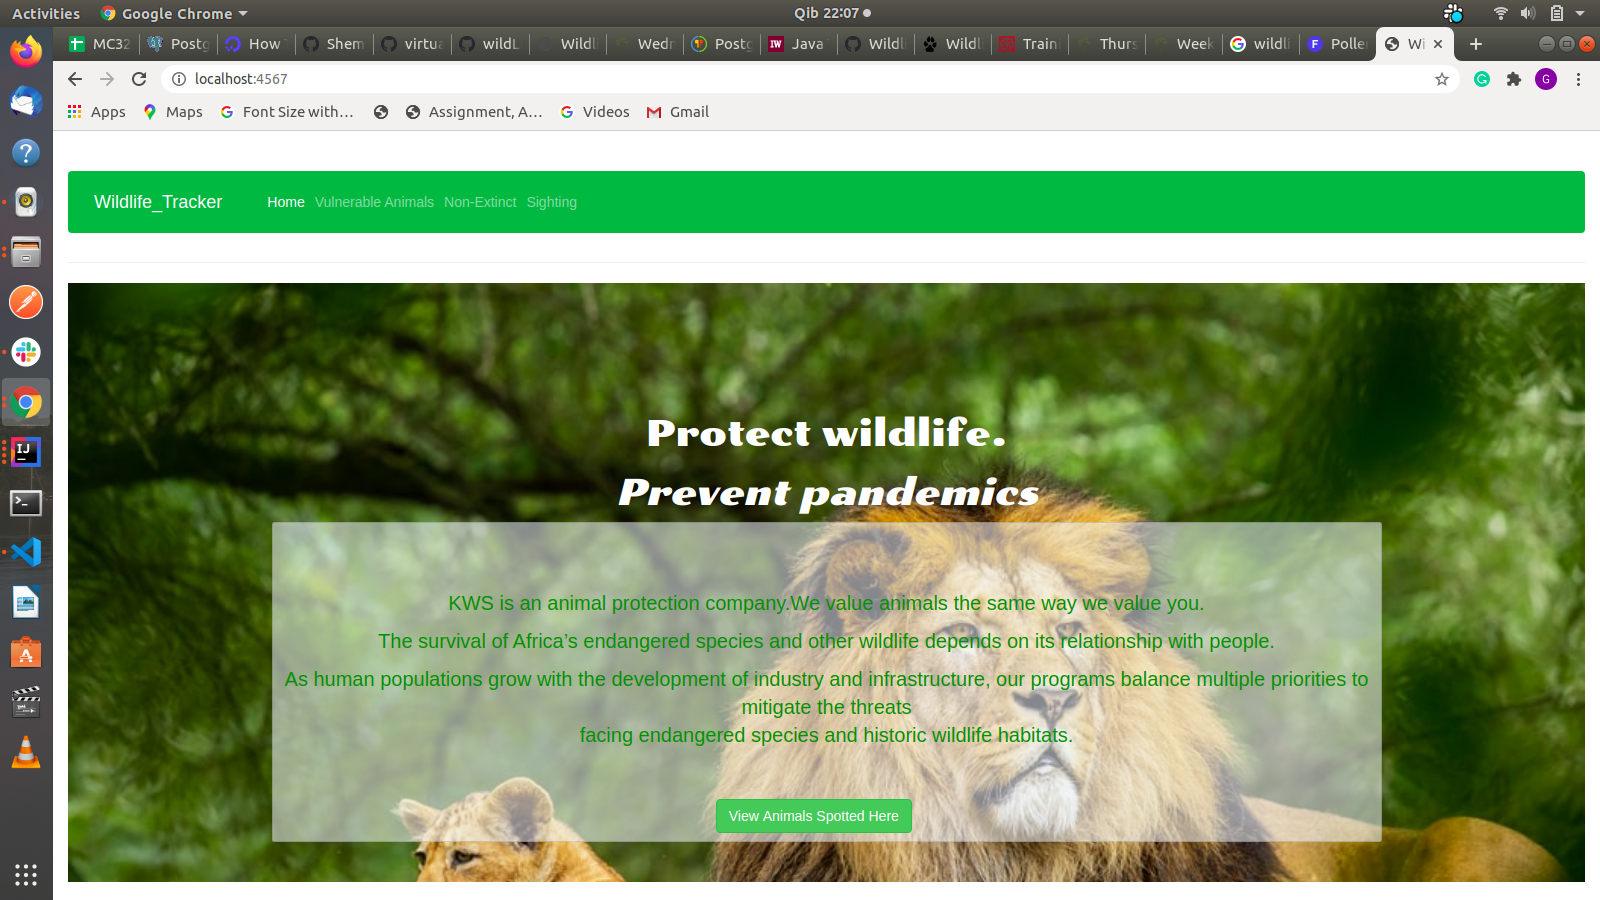 Activities Google Chrome Qib 22:07
MC32 Postg How Shem virtua wildL Wildli Wedn Postg Java Wildl Wildl Traini Thurs Week wildli Polle Wi
localhost:4567
Apps Maps Font Size with… Assignment, A… Videos Gmail
Wildlife_Tracker Home Vulnerable Animals Non-Extinct Sighting
Protect wildlife.
Prevent pandemics
KWS is an animal protection company.We value animals the same way we value you.
The survival of Africa’s endangered species and other wildlife depends on its relationship with people.
As human populations grow with the development of industry and infrastructure, our programs balance multiple priorities to
mitigate the threats
facing endangered species and historic wildlife habitats.
View Animals Spotted Here